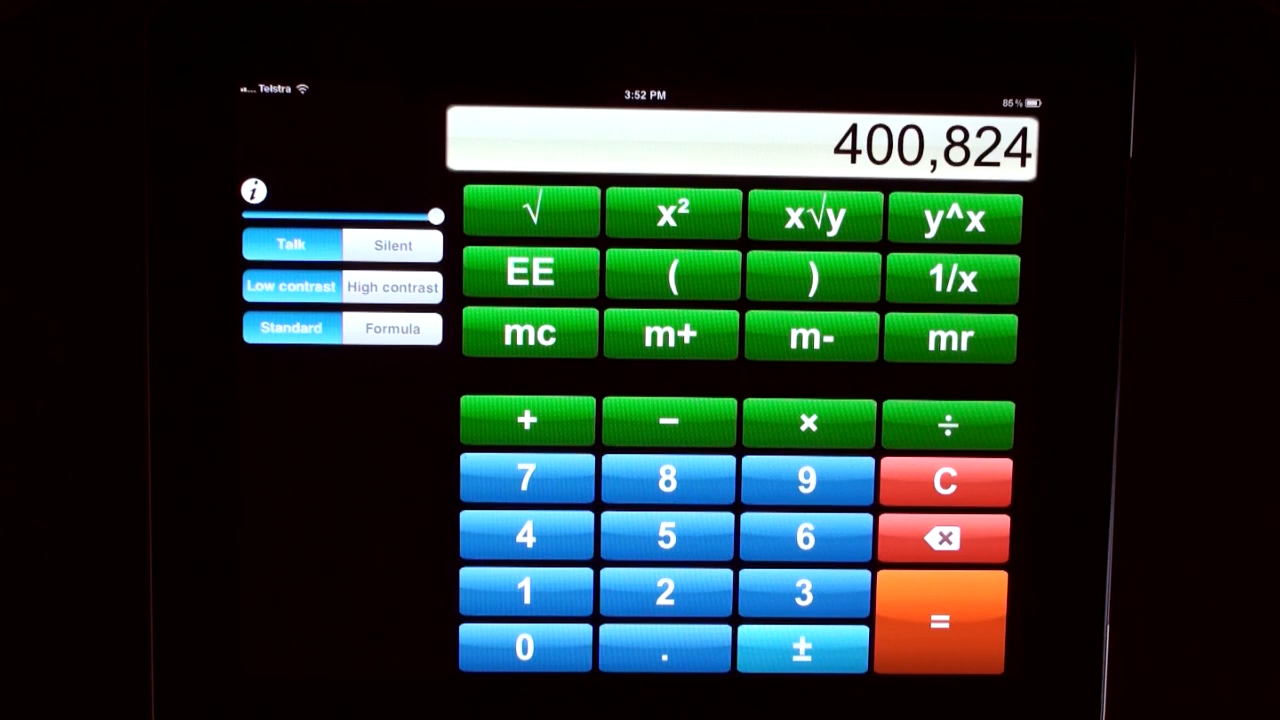 Telstra 3:52 PM 85%
400,824
i
√ x² x√y y^x
Talk Silent
EE ( ) 1/x
Low contrast High contrast
Standard Formula
mc m+ m- mr
+ − × ÷
7 8 9 C
4 5 6
1 2 3 =
0 . ±